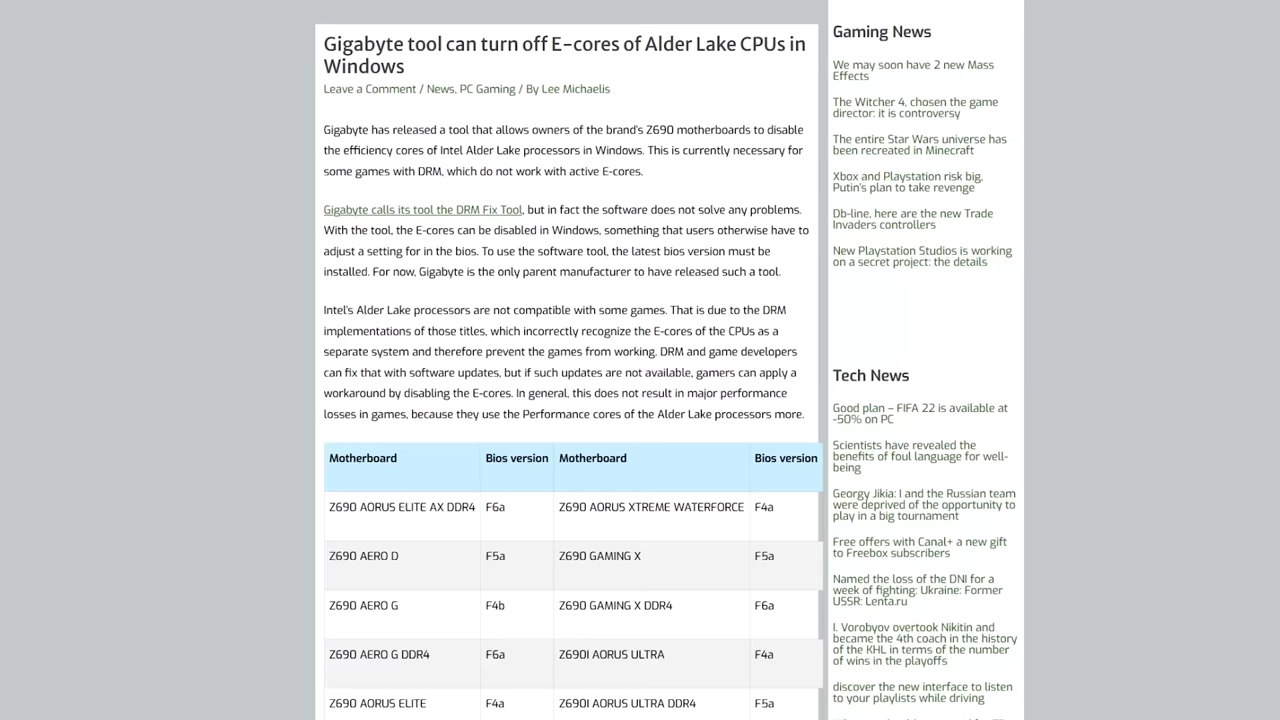 Gigabyte tool can turn off E-cores of Alder Lake CPUs in
Windows
Leave a Comment / News, PC Gaming / By Lee Michaelis
Gigabyte has released a tool that allows owners of the brand's Z690 motherboards to disable
the efficiency cores of Intel Alder Lake processors in Windows. This is currently necessary for
some games with DRM, which do not work with active E-cores.
Gigabyte calls its tool the DRM Fix Tool, but in fact the software does not solve any problems.
With the tool, the E-cores can be disabled in Windows, something that users otherwise have to
adjust a setting for in the bios. To use the software tool, the latest bios version must be
installed. For now, Gigabyte is the only parent manufacturer to have released such a tool.
Intel's Alder Lake processors are not compatible with some games. That is due to the DRM
implementations of those titles, which incorrectly recognize the E-cores of the CPUs as a
separate system and therefore prevent the games from working. DRM and game developers
can fix that with software updates, but if such updates are not available, gamers can apply a
workaround by disabling the E-cores. In general, this does not result in major performance
losses in games, because they use the Performance cores of the Alder Lake processors more.
Motherboard Bios version Motherboard Bios version
Z690 AORUS ELITE AX DDR4 F6a Z690 AORUS XTREME WATERFORCE F4a
Z690 AERO D F5a Z690 GAMING X F5a
Z690 AERO G F4b Z690 GAMING X DDR4 F6a
Z690 AERO G DDR4 F6a Z690I AORUS ULTRA F4a
Z690 AORUS ELITE F4a Z690I AORUS ULTRA DDR4 F5a
Gaming News
We may soon have 2 new Mass
Effects
The Witcher 4, chosen the game
director: it is controversy
The entire Star Wars universe has
been recreated in Minecraft
Xbox and Playstation risk big,
Putin's plan to take revenge
Db-line, here are the new Trade
Invaders controllers
New Playstation Studios is working
on a secret project: the details
Tech News
Good plan – FIFA 22 is available at
-50% on PC
Scientists have revealed the
benefits of foul language for well-
being
Georgy Jikia: I and the Russian team
were deprived of the opportunity to
play in a big tournament
Free offers with Canal+ a new gift
to Freebox subscribers
Named the loss of the DNI for a
week of fighting: Ukraine: Former
USSR: Lenta.ru
I. Vorobyov overtook Nikitin and
became the 4th coach in the history
of the KHL in terms of the number
of wins in the playoffs
discover the new interface to listen
to your playlists while driving